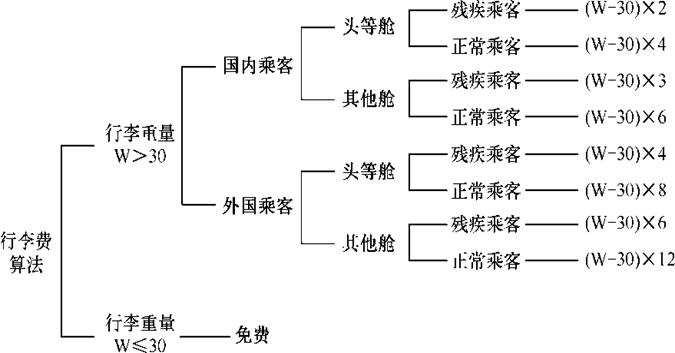 残疾乘客 (W-30)×2
头等舱
正常乘客 (W-30)×4
国内乘客
残疾乘客 (W-30)×3
其他舱
正常乘客 (W-30)×6
行李重量
W>30
残疾乘客 (W-30)×4
头等舱
正常乘客 (W-30)×8
外国乘客
残疾乘客 (W-30)×6
其他舱
正常乘客 (W-30)×12
行李费
算法
行李重量
W≤30
免费